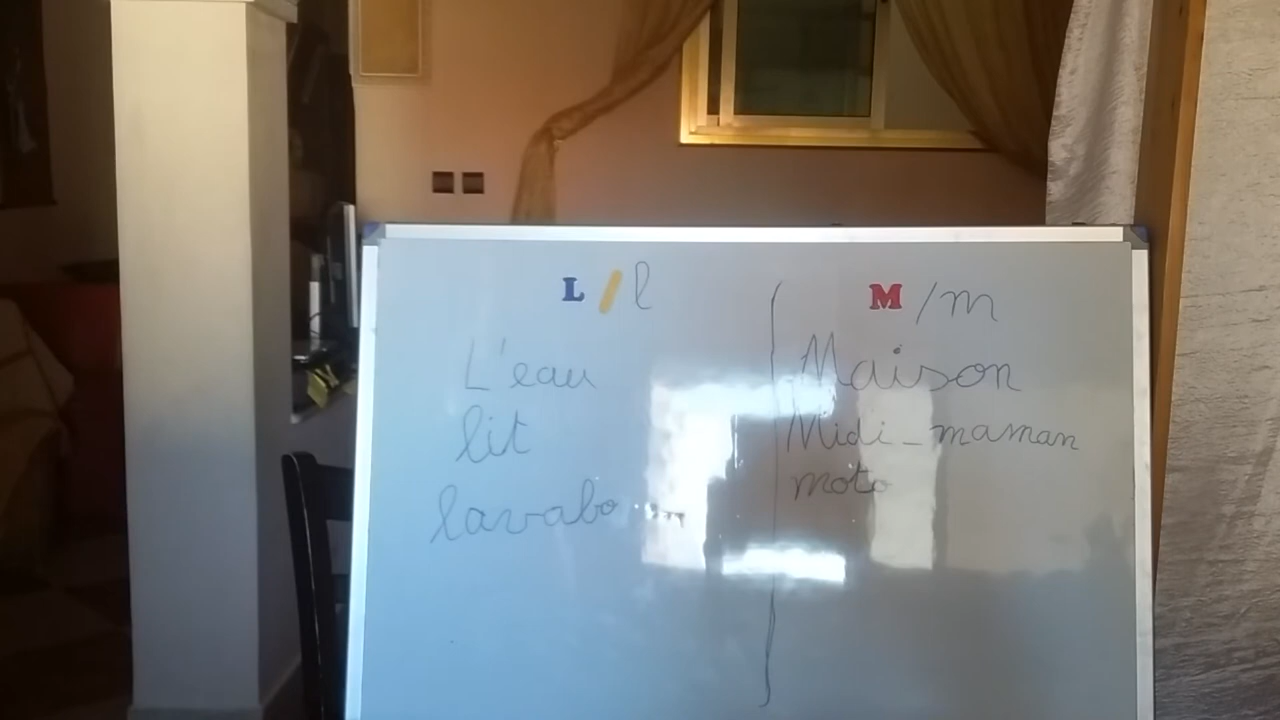 L / l
L'eau
lit
lavabo
M / m
Maison
Midi - maman
moto